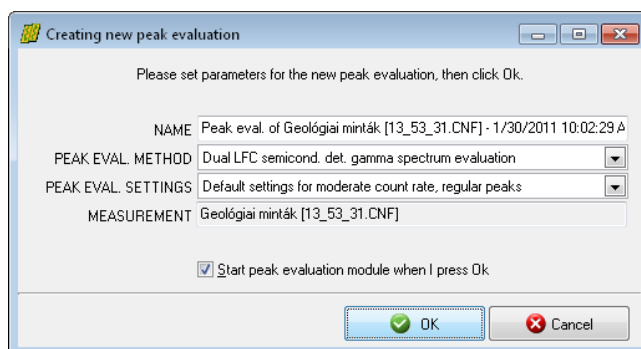 Creating new peak evaluation
Please set parameters for the new peak evaluation, then click Ok.
NAME Peak eval. of Geológiai minták [13_53_31.CNF] - 1/30/2011 10:02:29 A
PEAK EVAL. METHOD Dual LFC semicond. det. gamma spectrum evaluation
PEAK EVAL. SETTINGS Default settings for moderate count rate, regular peaks
MEASUREMENT Geológiai minták [13_53_31.CNF]
Start peak evaluation module when I press Ok
OK Cancel